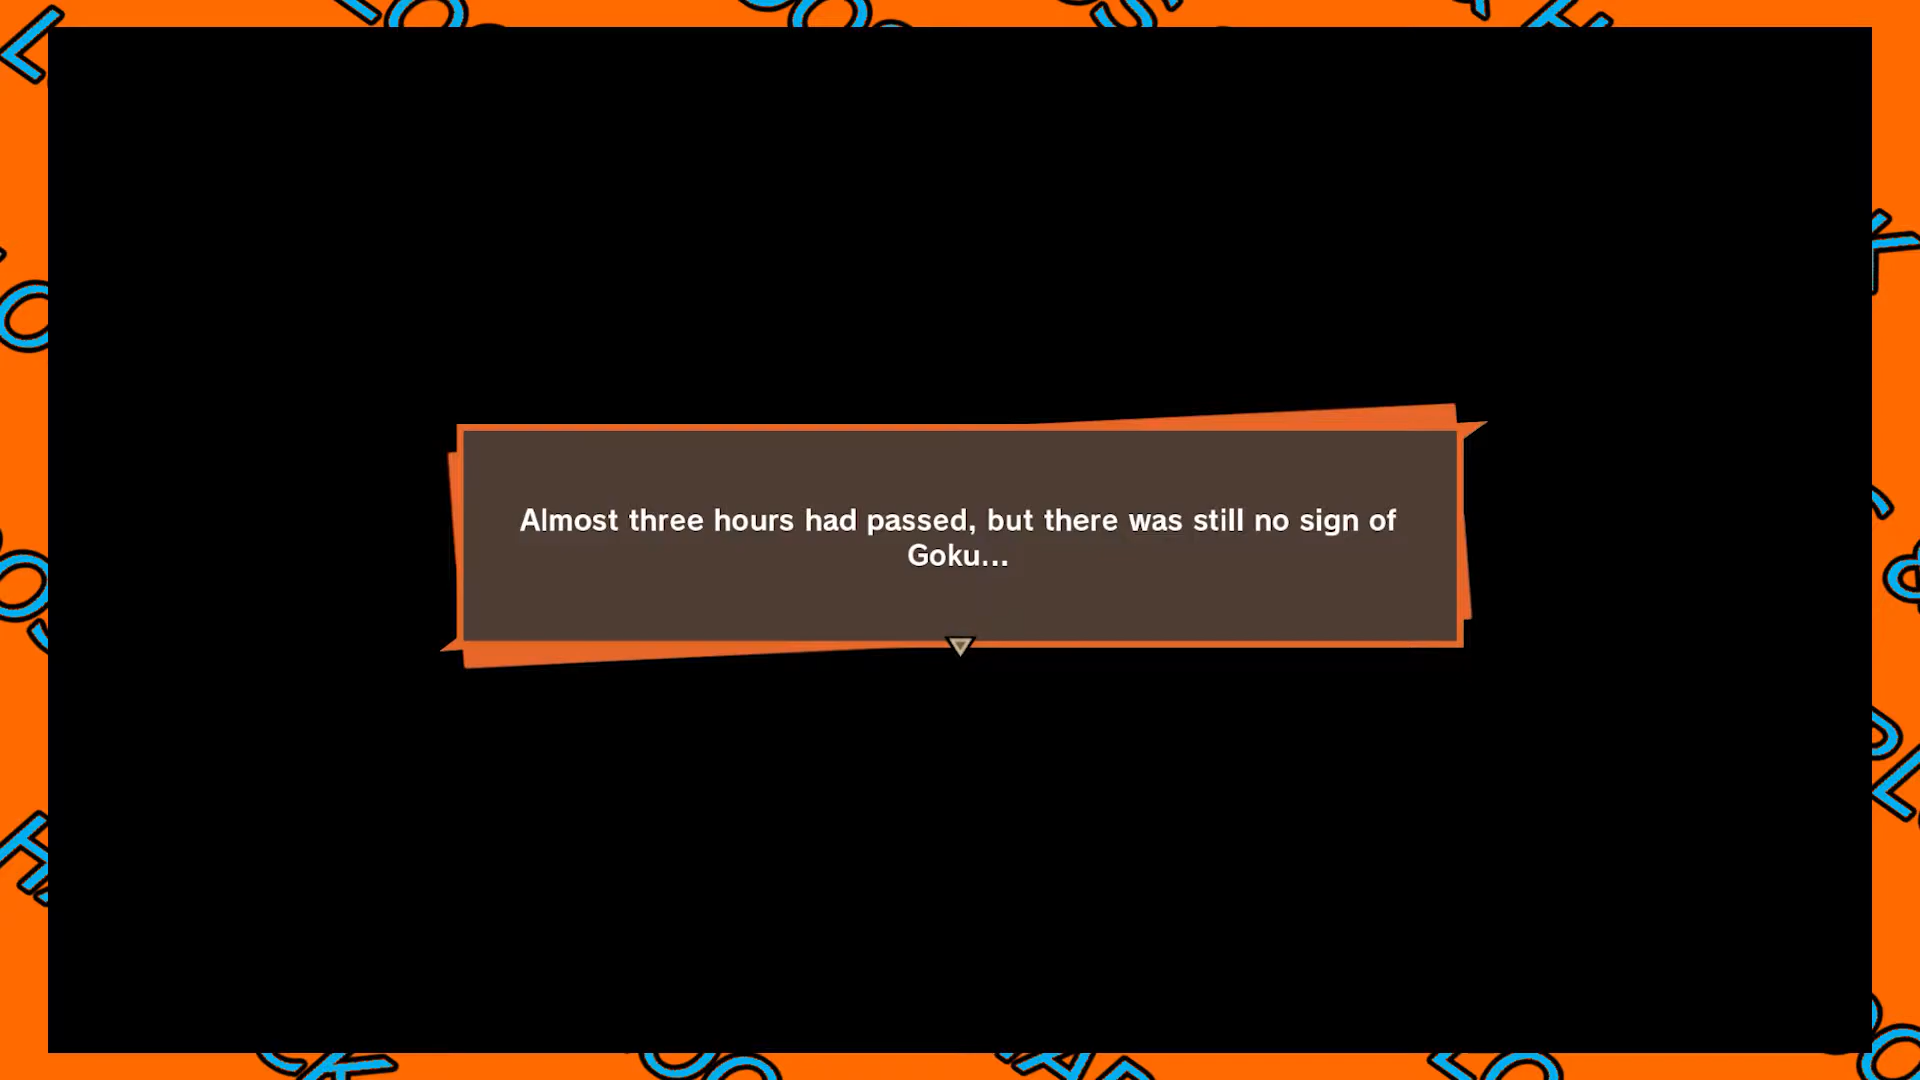 Almost three hours had passed, but there was still no sign of
Goku...